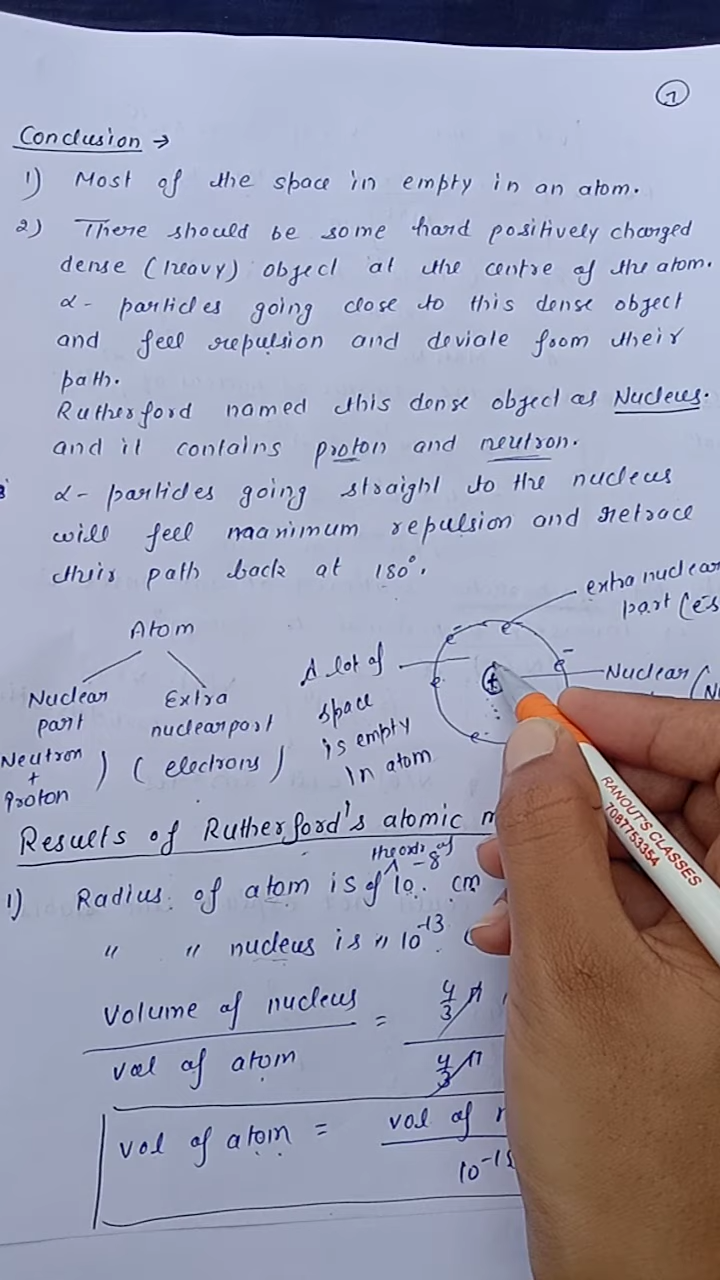 7
Conclusion →
1) Most of the space in empty in an atom.
2) There should be some hard positively charged
dense (heavy) object at the centre of the atom.
α - particles going close to this dense object
and feel repulsion and deviate from their
path.
Rutherford named this dense object as Nucleus.
and it contains proton and neutron.
α - particles going straight to the nucleus
will feel maximum repulsion and retrace
their path back at 180°.
Atom
Nuclear part
Extra nuclear part
Neutron + Proton )
( electrons )
A lot of
space
is empty
in atom
extra nuclear
part (e-s
e-
e-
e-
e-
e-
+
Nuclear
Results of Rutherford's atomic
1) Radius of atom is of the order of 10-8 cm
" " nucleus is " 10-13
Volume of nucleus / vol of atom = 4/3 π / 4/3 π
vol of atom = vol of / 10-15
RANOUT'S CLASSES
7087753354